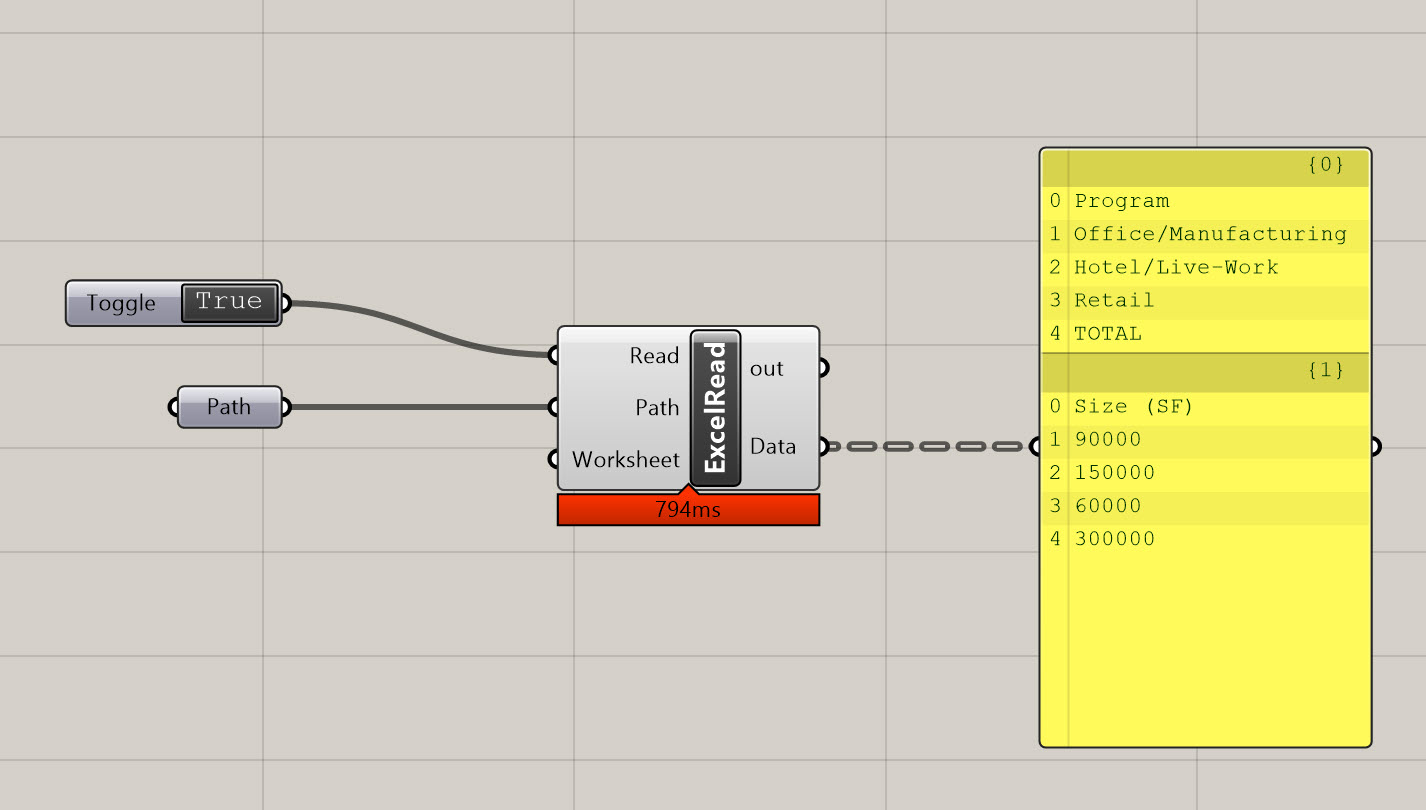 Toggle True
Path
Read
Path
Worksheet
ExcelRead
out
Data
794ms
{0}
0 Program
1 Office/Manufacturing
2 Hotel/Live-Work
3 Retail
4 TOTAL
{1}
0 Size (SF)
1 90000
2 150000
3 60000
4 300000